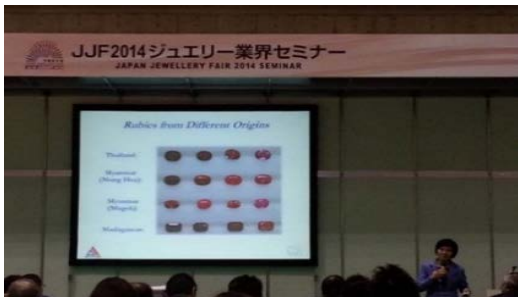 JJF2014ジュエリー業界セミナー
JAPAN JEWELLERY FAIR 2014 SEMINAR
Rubies from Different Origins
Thailand
Myanmar
(Mong Hsu)
Myanmar
(Mogok)
Madagascar